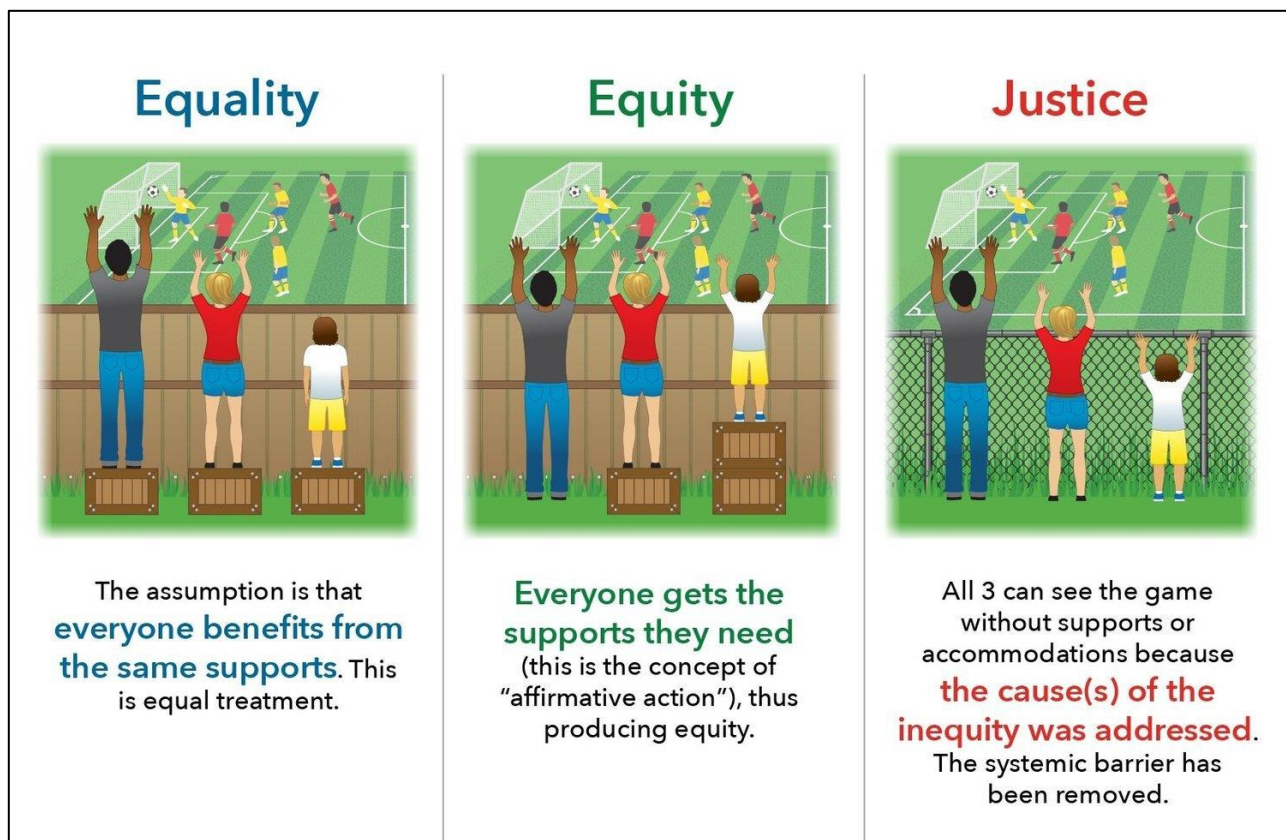 Equality
The assumption is that
everyone benefits from
the same supports. This
is equal treatment.
Equity
Everyone gets the
supports they need
(this is the concept of
“affirmative action”), thus
producing equity.
Justice
All 3 can see the game
without supports or
accommodations because
the cause(s) of the
inequity was addressed.
The systemic barrier has
been removed.